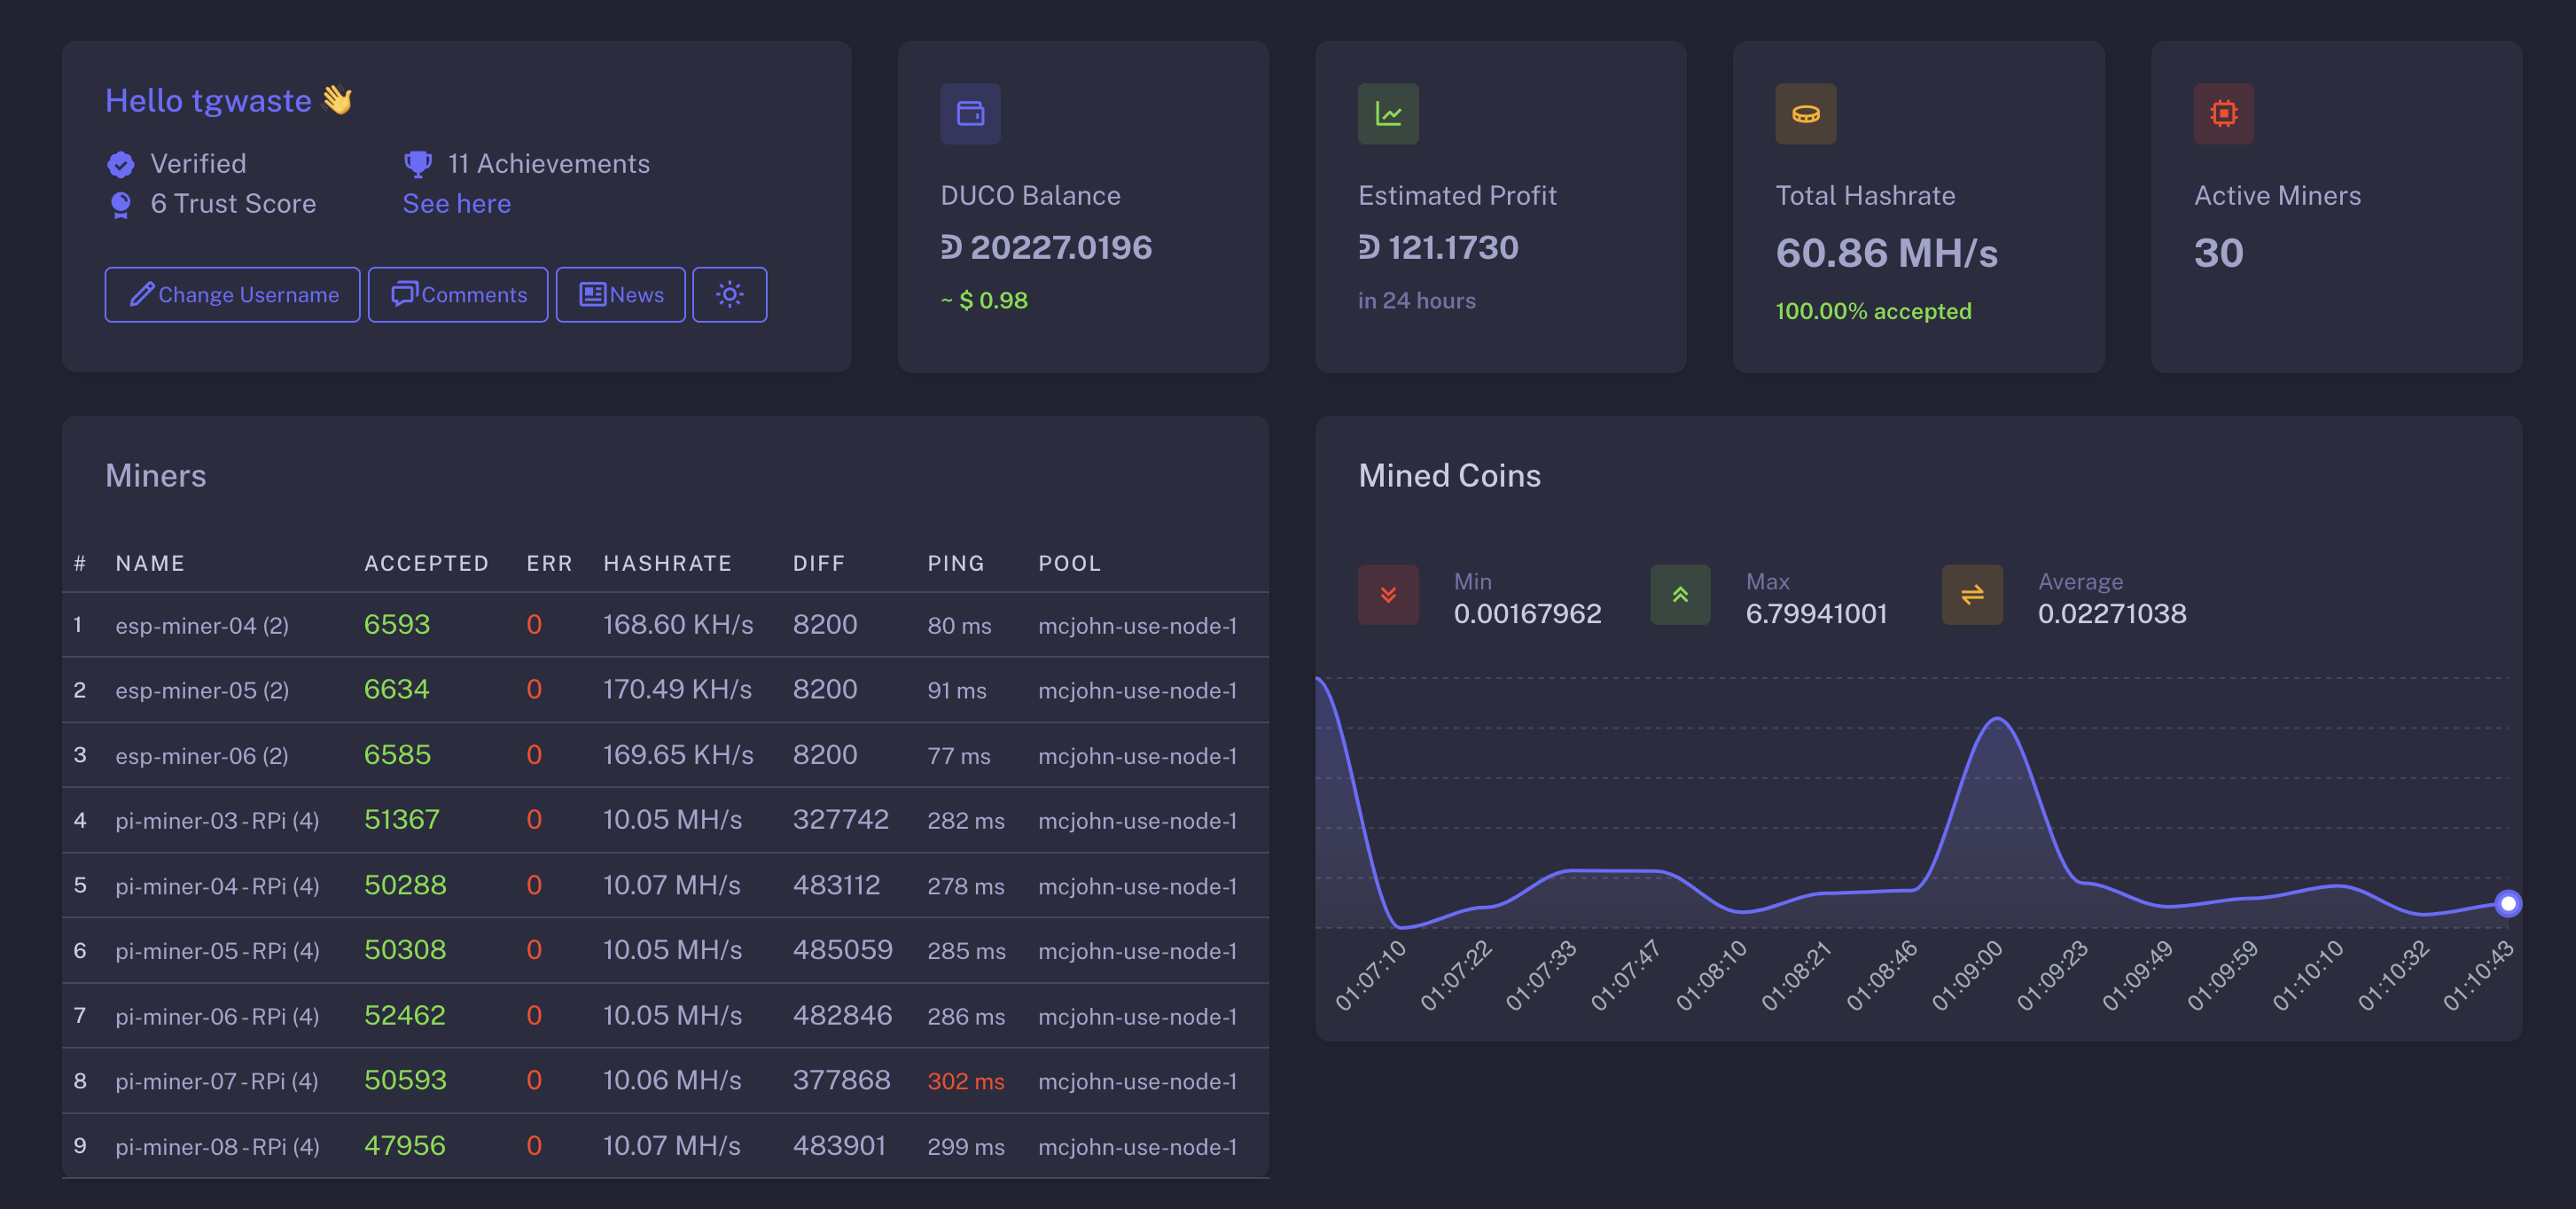 Hello tgwaste 👋
Verified
11 Achievements
6 Trust Score
See here
Change Username
Comments
News
DUCO Balance
20227.0196
~ $ 0.98
Estimated Profit
121.1730
in 24 hours
Total Hashrate
60.86 MH/s
100.00% accepted
Active Miners
30
Miners
# NAME ACCEPTED ERR HASHRATE DIFF PING POOL
1 esp-miner-04 (2) 6593 0 168.60 KH/s 8200 80 ms mcjohn-use-node-1
2 esp-miner-05 (2) 6634 0 170.49 KH/s 8200 91 ms mcjohn-use-node-1
3 esp-miner-06 (2) 6585 0 169.65 KH/s 8200 77 ms mcjohn-use-node-1
4 pi-miner-03 - RPi (4) 51367 0 10.05 MH/s 327742 282 ms mcjohn-use-node-1
5 pi-miner-04 - RPi (4) 50288 0 10.07 MH/s 483112 278 ms mcjohn-use-node-1
6 pi-miner-05 - RPi (4) 50308 0 10.05 MH/s 485059 285 ms mcjohn-use-node-1
7 pi-miner-06 - RPi (4) 52462 0 10.05 MH/s 482846 286 ms mcjohn-use-node-1
8 pi-miner-07 - RPi (4) 50593 0 10.06 MH/s 377868 302 ms mcjohn-use-node-1
9 pi-miner-08 - RPi (4) 47956 0 10.07 MH/s 483901 299 ms mcjohn-use-node-1
Mined Coins
Min
0.00167962
Max
6.79941001
Average
0.02271038
01:07:10 01:07:22 01:07:33 01:07:47 01:08:10 01:08:21 01:08:46 01:09:00 01:09:23 01:09:49 01:09:59 01:10:10 01:10:32 01:10:43